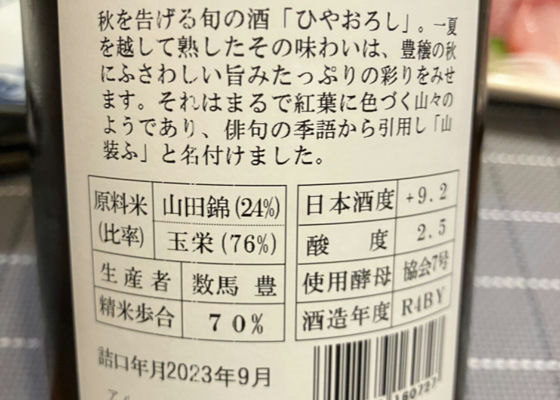 秋を告げる旬の酒「ひやおろし」。一夏
を越して熟したその味わいは、豊穣の秋
にふさわしい旨みたっぷりの彩りをみせ
ます。それはまるで紅葉に色づく山々の
ようであり、俳句の季語から引用し「山
装ふ」と名付けました。
原料米(比率) 山田錦(24%)
玉栄(76%)
生産者 数馬 豊
精米歩合 70%
日本酒度 +9.2
酸度 2.5
使用酵母 協会7号
酒造年度 R4BY
詰口年月2023年9月